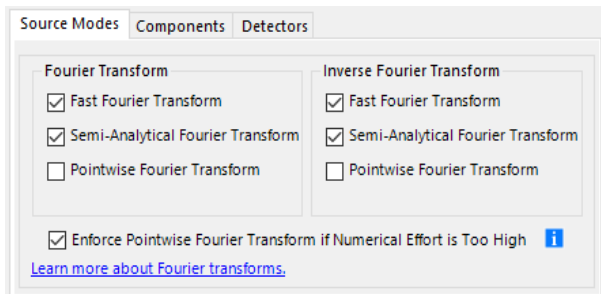 Source Modes Components Detectors
Fourier Transform
Fast Fourier Transform
Semi-Analytical Fourier Transform
Pointwise Fourier Transform
Inverse Fourier Transform
Fast Fourier Transform
Semi-Analytical Fourier Transform
Pointwise Fourier Transform
Enforce Pointwise Fourier Transform if Numerical Effort is Too High i
Learn more about Fourier transforms.